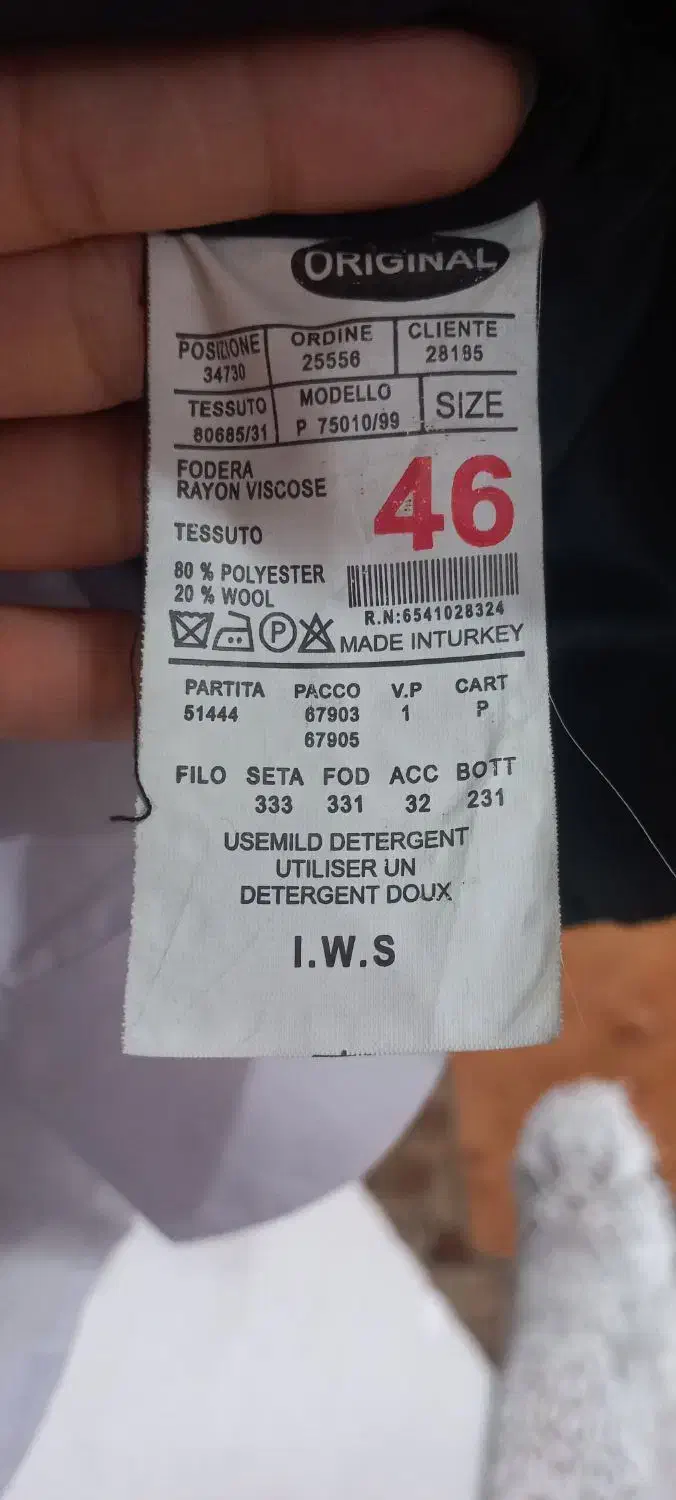 ORIGINAL
POSIZIONE ORDINE CLIENTE
34730 25556 28195
TESSUTO MODELLO SIZE
80685/31 P 75010/99
FODERA
RAYON VISCOSE
46
TESSUTO
80 % POLYESTER
20 % WOOL
R.N:6541028324
P
MADE INTURKEY
PARTITA PACCO V.P CART
51444 67903 1 P
67905
FILO SETA FOD ACC BOTT
333 331 32 231
USEMILD DETERGENT
UTILISER UN
DETERGENT DOUX
I.W.S